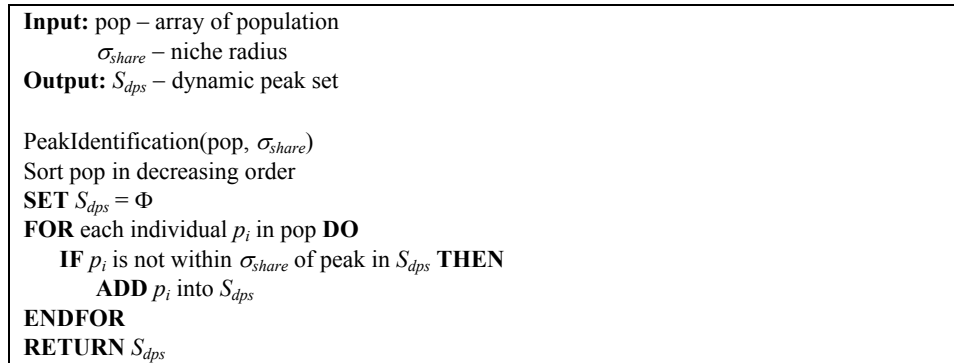 Input: pop – array of population
σshare – niche radius
Output: Sdps – dynamic peak set
PeakIdentification(pop, σshare)
Sort pop in decreasing order
SET Sdps = Φ
FOR each individual pi in pop DO
IF pi is not within σshare of peak in Sdps THEN
ADD pi into Sdps
ENDFOR
RETURN Sdps